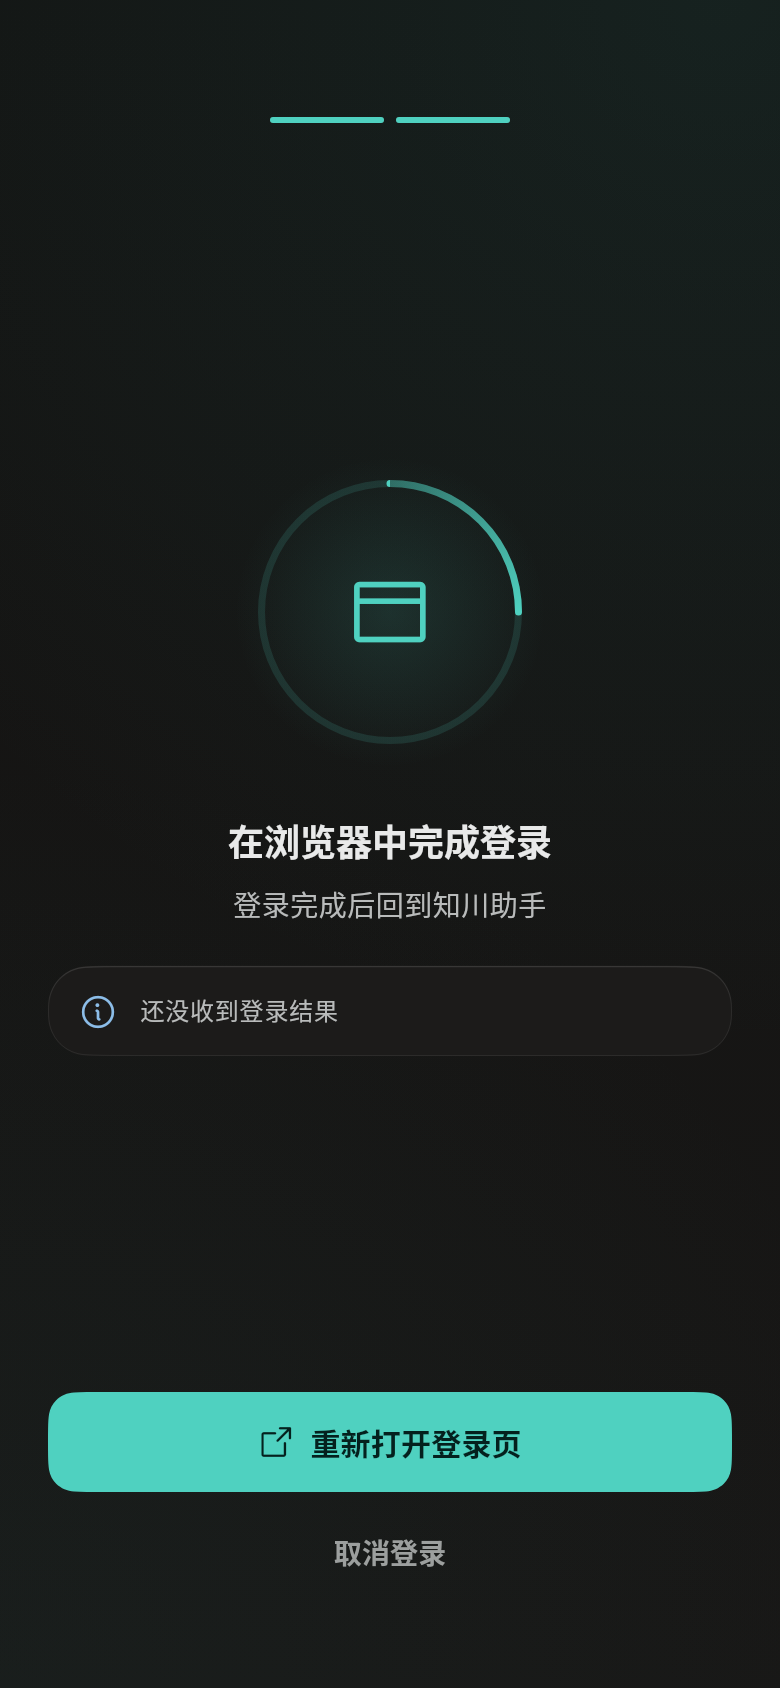 在浏览器中完成登录
登录完成后回到知川助手
还没收到登录结果
重新打开登录页
取消登录